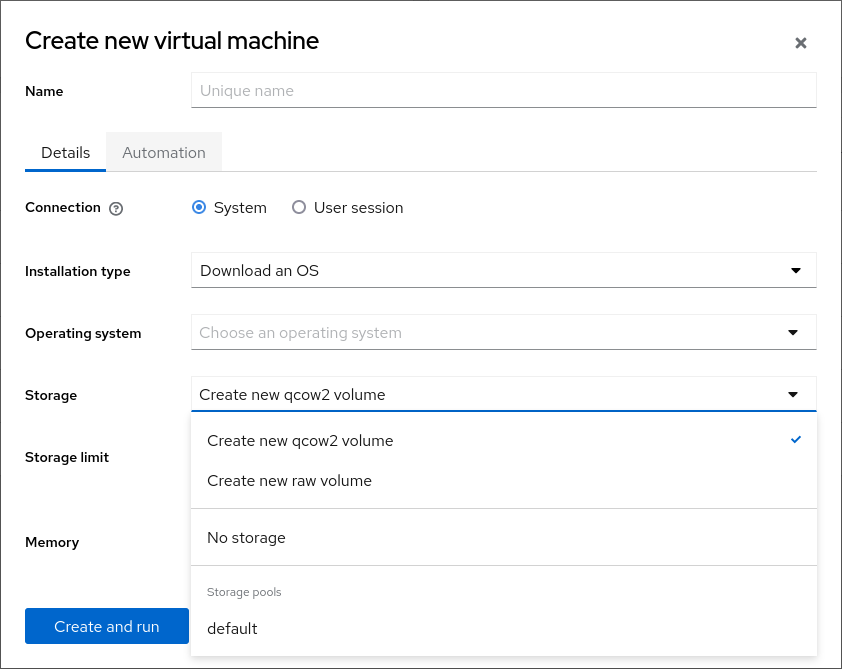 Create new virtual machine
Name
Unique name
Details
Automation
Connection
System
User session
Installation type
Download an OS
Operating system
Choose an operating system
Storage
Create new qcow2 volume
Create new qcow2 volume
Storage limit
Create new raw volume
No storage
Memory
Storage pools
default
Create and run